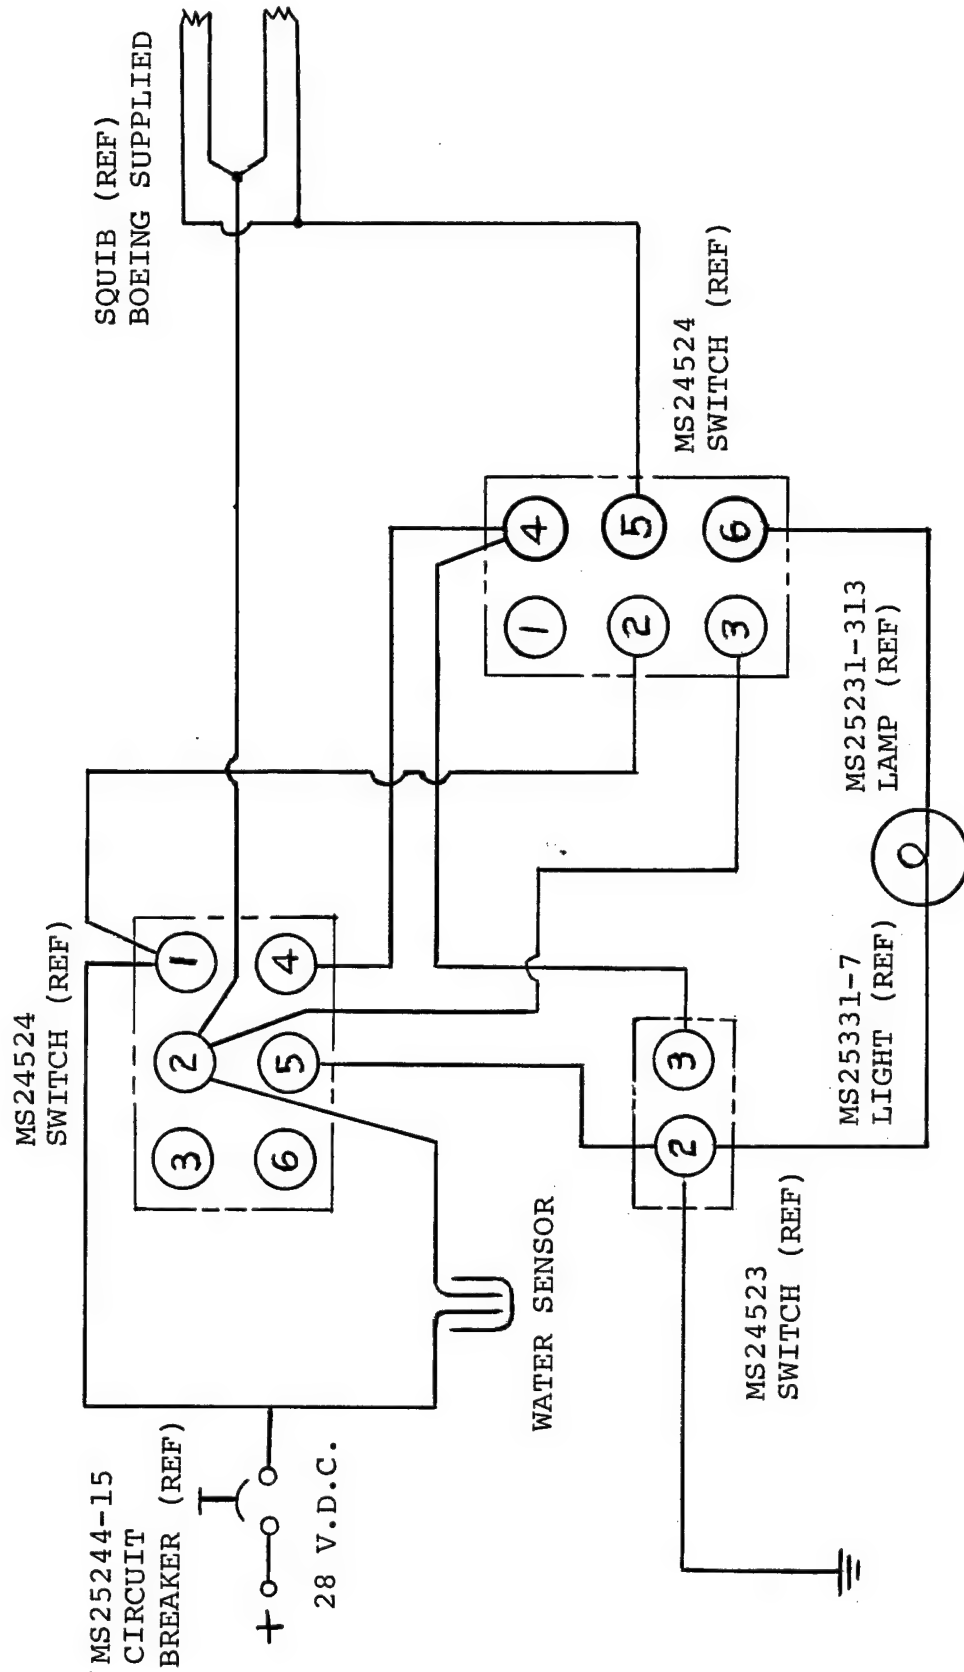 MS25244-15
CIRCUIT
BREAKER (REF)
+
28 V.D.C.
MS24524
SWITCH (REF)
3
2
1
6
5
4
WATER SENSOR
SQUIB (REF)
BOEING SUPPLIED
MS24524
SWITCH (REF)
1
4
2
5
3
6
MS24523
SWITCH (REF)
2
3
MS25331-7
LIGHT (REF)
MS25231-313
LAMP (REF)